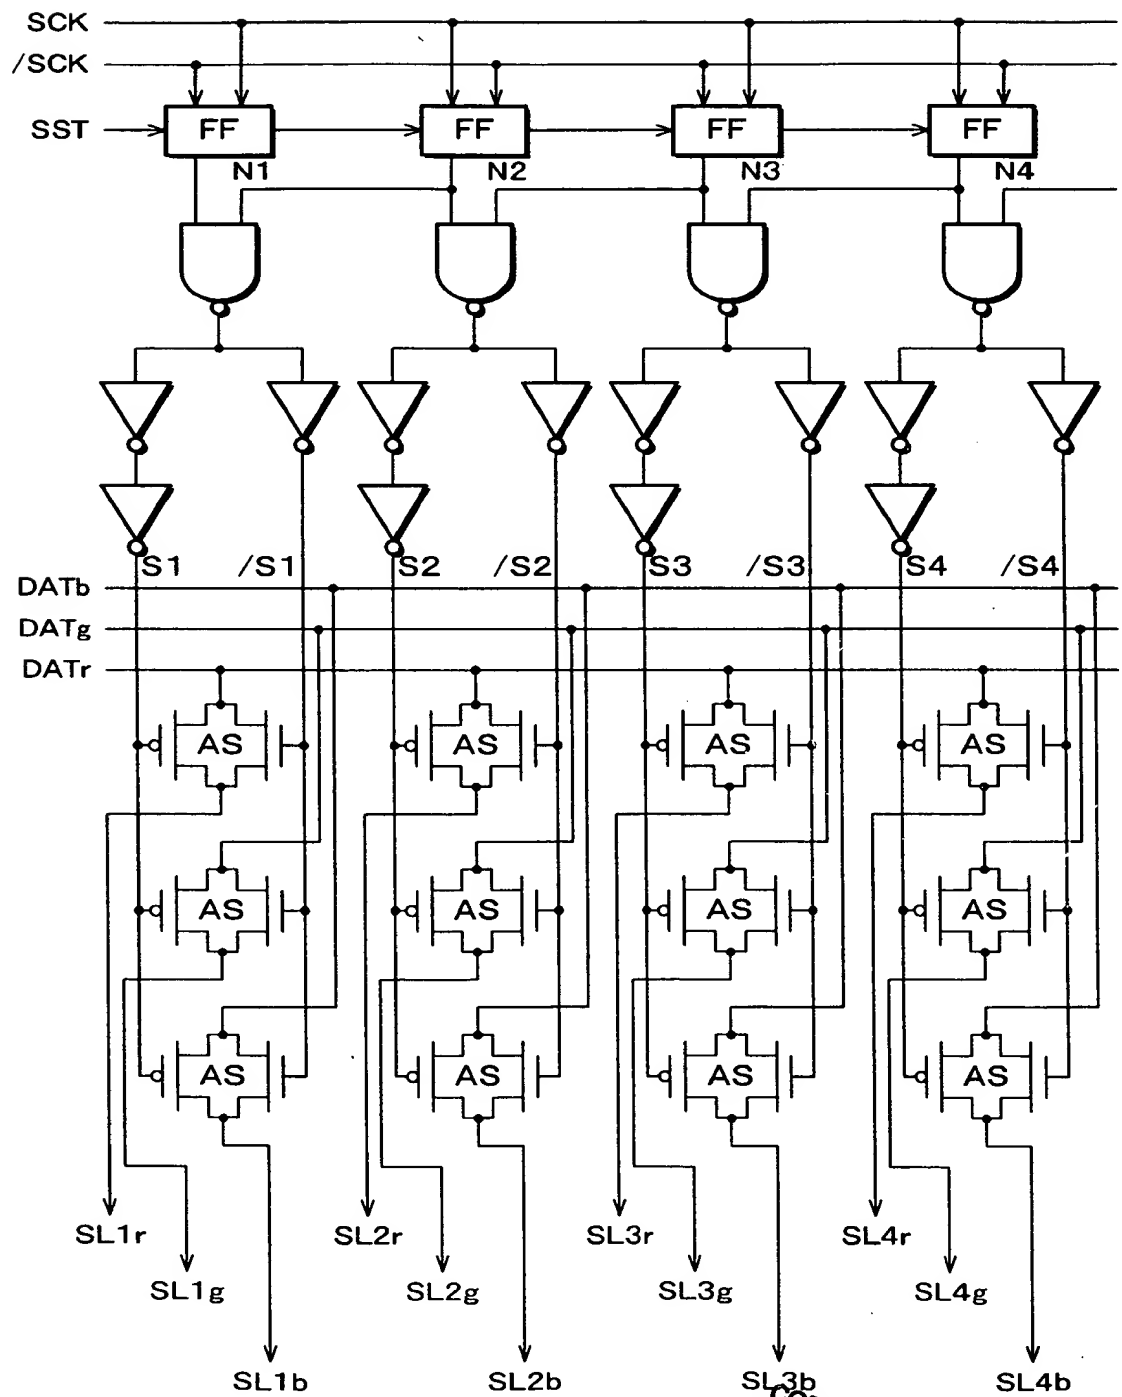 SCK
/SCK
SST
FF FF FF FF
N1 N2 N3 N4
S1 /S1 S2 /S2 S3 /S3 S4 /S4
DATb
DATg
DATr
AS AS AS AS
AS AS AS AS
AS AS AS AS
SL1r SL2r SL3r SL4r
SL1g SL2g SL3g SL4g
SL1b SL2b SL3b SL4b